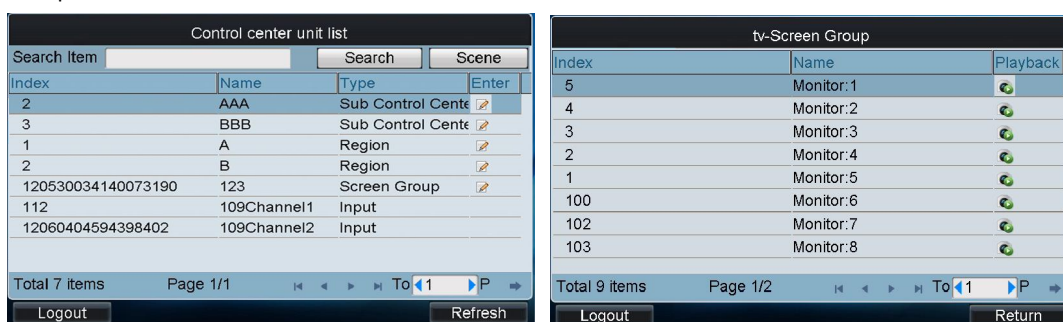 Control center unit list
Search Item Search Scene
Index Name Type Enter
2 AAA Sub Control Cente
3 BBB Sub Control Cente
1 A Region
2 B Region
120530034140073190 123 Screen Group
112 109Channel1 Input
12060404594398402 109Channel2 Input
Total 7 items Page 1/1 To 1 P
Logout Refresh
tv-Screen Group
Index Name Playback
5 Monitor:1
4 Monitor:2
3 Monitor:3
2 Monitor:4
1 Monitor:5
100 Monitor:6
102 Monitor:7
103 Monitor:8
Total 9 items Page 1/2 To 1 P
Logout Return